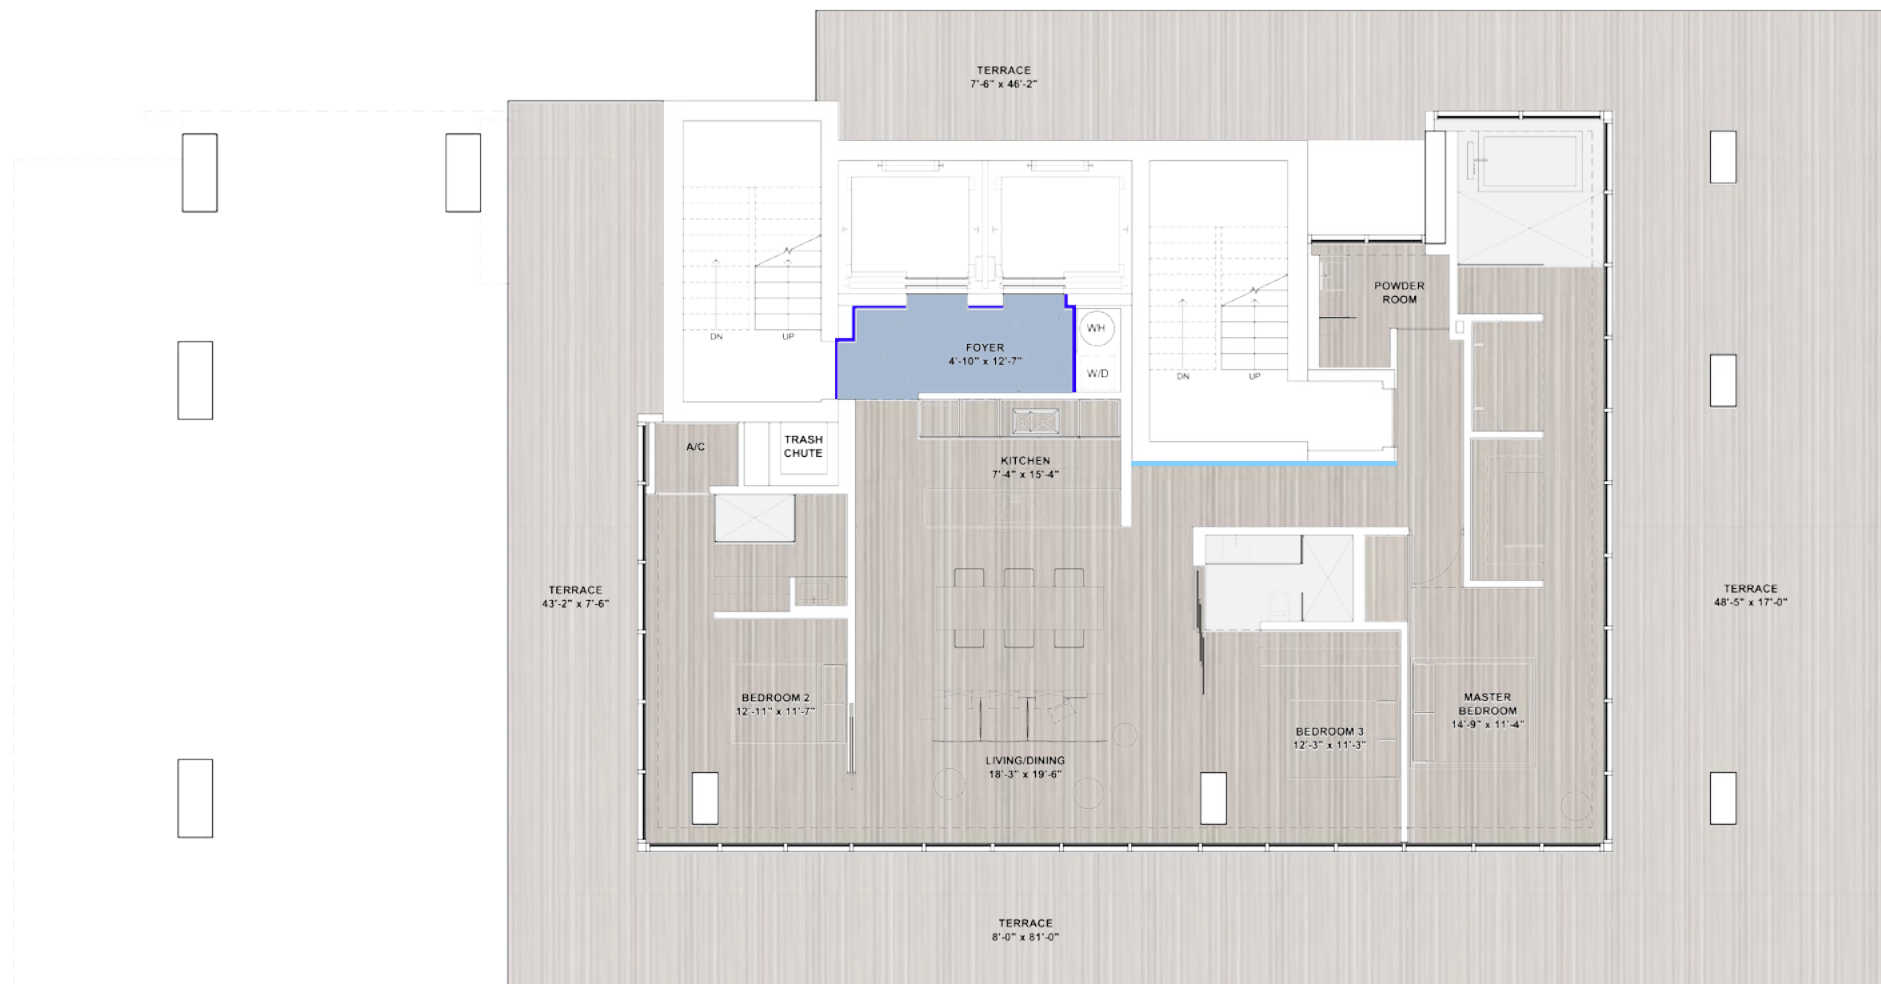 TERRACE
7'-6" x 46'-2"
POWDER
ROOM
WH
DN
UP
FOYER
4'-10" x 12'-7"
W/D
DN
UP
A/C
TRASH
CHUTE
KITCHEN
7'-4" x 15'-4"
TERRACE
43'-2" x 7'-6"
TERRACE
48'-5" x 17'-0"
BEDROOM 2
12'-11" x 11'-7"
MASTER
BEDROOM
14'-9" x 11'-4"
BEDROOM 3
12'-3" x 11'-3"
LIVING/DINING
18'-3" x 19'-6"
TERRACE
8'-0" x 81'-0"